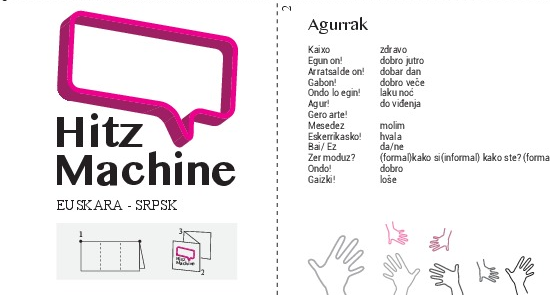 Hitz
Machine
EUSKARA - SRPSK
1
3
2
Hitz
Machine
2
Agurrak
Kaixo zdravo
Egun on! dobro jutro
Arratsalde on! dobar dan
Gabon! dobro veče
Ondo lo egin! laku noć
Agur! do viđenja
Gero arte!
Mesedez molim
Eskerrikasko! hvala
Bai/ Ez da/ne
Zer moduz? (formal)kako si(informal) kako ste? (forma
Ondo! dobro
Gaizki! loše